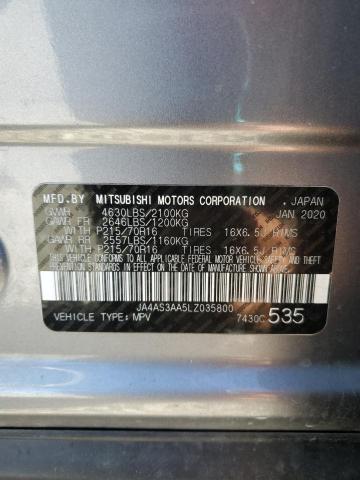 MFD.BY MITSUBISHI MOTORS CORPORATION . JAPAN
GVWR 4630LBS/2100KG JAN 2020
GAWR FR 2646LBS/1200KG
WITH P215/70R16 TIRES 16X6.5J RIMS
GAWR RR 2557LBS/1160KG
WITH P215/70R16 TIRES 16X6.5J RIMS
THIS VEHICLE CONFORMS TO ALL APPLICABLE
FEDERAL MOTOR VEHICLE SAFETY, BUMPER AND
THEFT PREVENTION STANDARDS IN EFFECT ON
THE DATE OF MANUFACTURE SHOWN ABOVE.
JA4AS3AA5LZ035800
VEHICLE TYPE:MPV 7430C 535